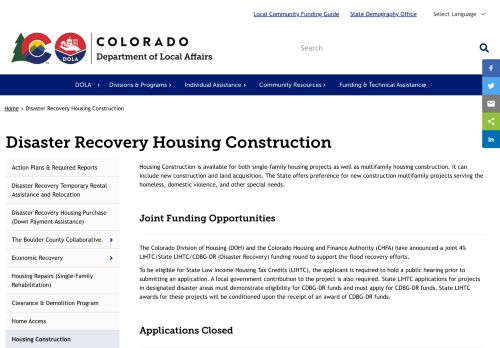 Local Community Funding Guide
State Demography Office
Select Language
COLORADO
Department of Local Affairs
DOLA
Search
DOLA
Divisions & Programs
Individual Assistance
Community Resources
Funding & Technical Assistance
Home › Disaster Recovery Housing Construction
Disaster Recovery Housing Construction
Action Plans & Required Reports
Disaster Recovery Temporary Rental
Assistance and Relocation
Disaster Recovery Housing Purchase
(Down Payment Assistance)
The Boulder County Collaborative
Economic Recovery
Housing Repairs (Single-Family
Rehabilitation)
Clearance & Demolition Program
Home Access
Housing Construction
Housing Construction is available for both single-family housing projects as well as multifamily housing construction. It can
include new construction and land acquisition. The State offers preference for new construction multifamily projects serving the
homeless, domestic violence, and other special needs.
Joint Funding Opportunities
The Colorado Division of Housing (DOH) and the Colorado Housing and Finance Authority (CHFA) have announced a joint 4%
LIHTC/State LIHTC/CDBG-DR (Disaster Recovery) funding round to support the flood recovery efforts.
To be eligible for State Low Income Housing Tax Credits (LIHTC), the applicant is required to hold a public hearing prior to
submitting an application. A local government contribution to the project is also required. State LIHTC applications for projects
in designated disaster areas must demonstrate eligibility for CDBG-DR funds and must apply for CDBG-DR funds. State LIHTC
awards for these projects will be conditioned upon the receipt of an award of CDBG-DR funds.
Applications Closed